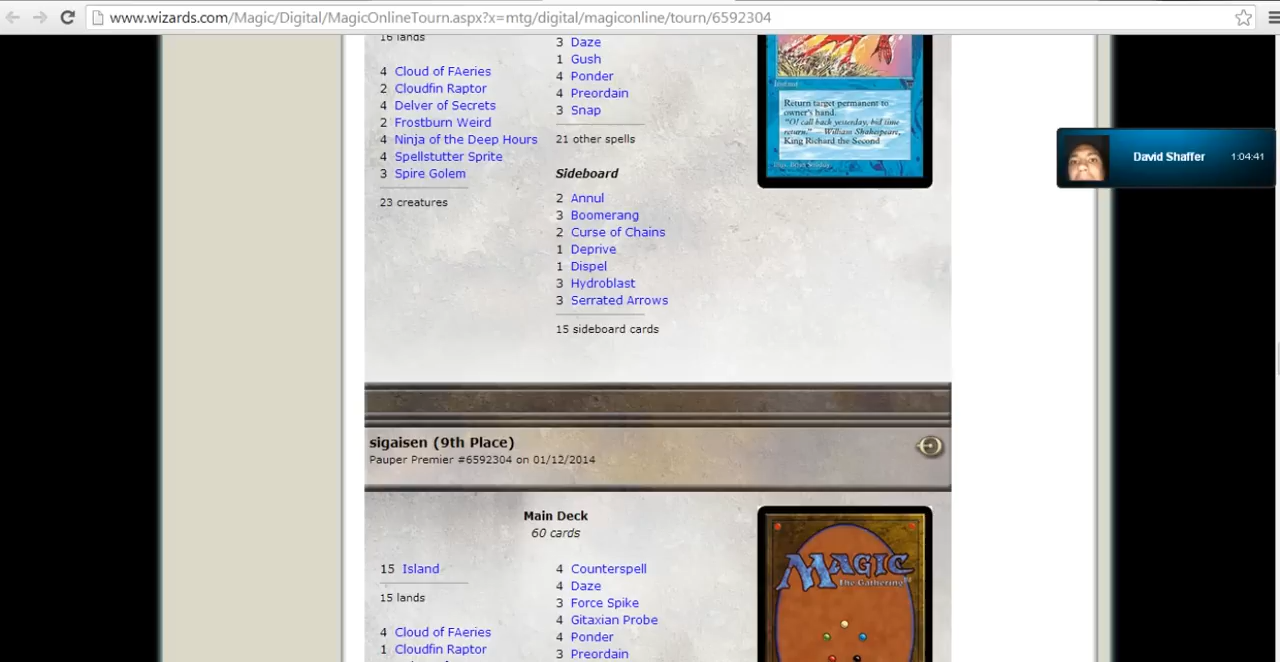 www.wizards.com/Magic/Digital/MagicOnlineTourn.aspx?x=mtg/digital/magiconline/tourn/6592304
16 lands
4 Cloud of FAeries
2 Cloudfin Raptor
4 Delver of Secrets
2 Frostburn Weird
4 Ninja of the Deep Hours
4 Spellstutter Sprite
3 Spire Golem
23 creatures
3 Daze
1 Gush
4 Ponder
4 Preordain
3 Snap
21 other spells
Sideboard
2 Annul
3 Boomerang
2 Curse of Chains
1 Deprive
1 Dispel
3 Hydroblast
3 Serrated Arrows
15 sideboard cards
Instant
Return target permanent to
owner's hand.
"O! call back yesterday, bid time
return." — William Shakespeare,
King Richard the Second
David Shaffer 1:04:41
sigaisen (9th Place)
Pauper Premier #6592304 on 01/12/2014
Main Deck
60 cards
15 Island
15 lands
4 Cloud of FAeries
1 Cloudfin Raptor
4 Counterspell
4 Daze
3 Force Spike
4 Gitaxian Probe
4 Ponder
3 Preordain
MAGIC
The Gathering